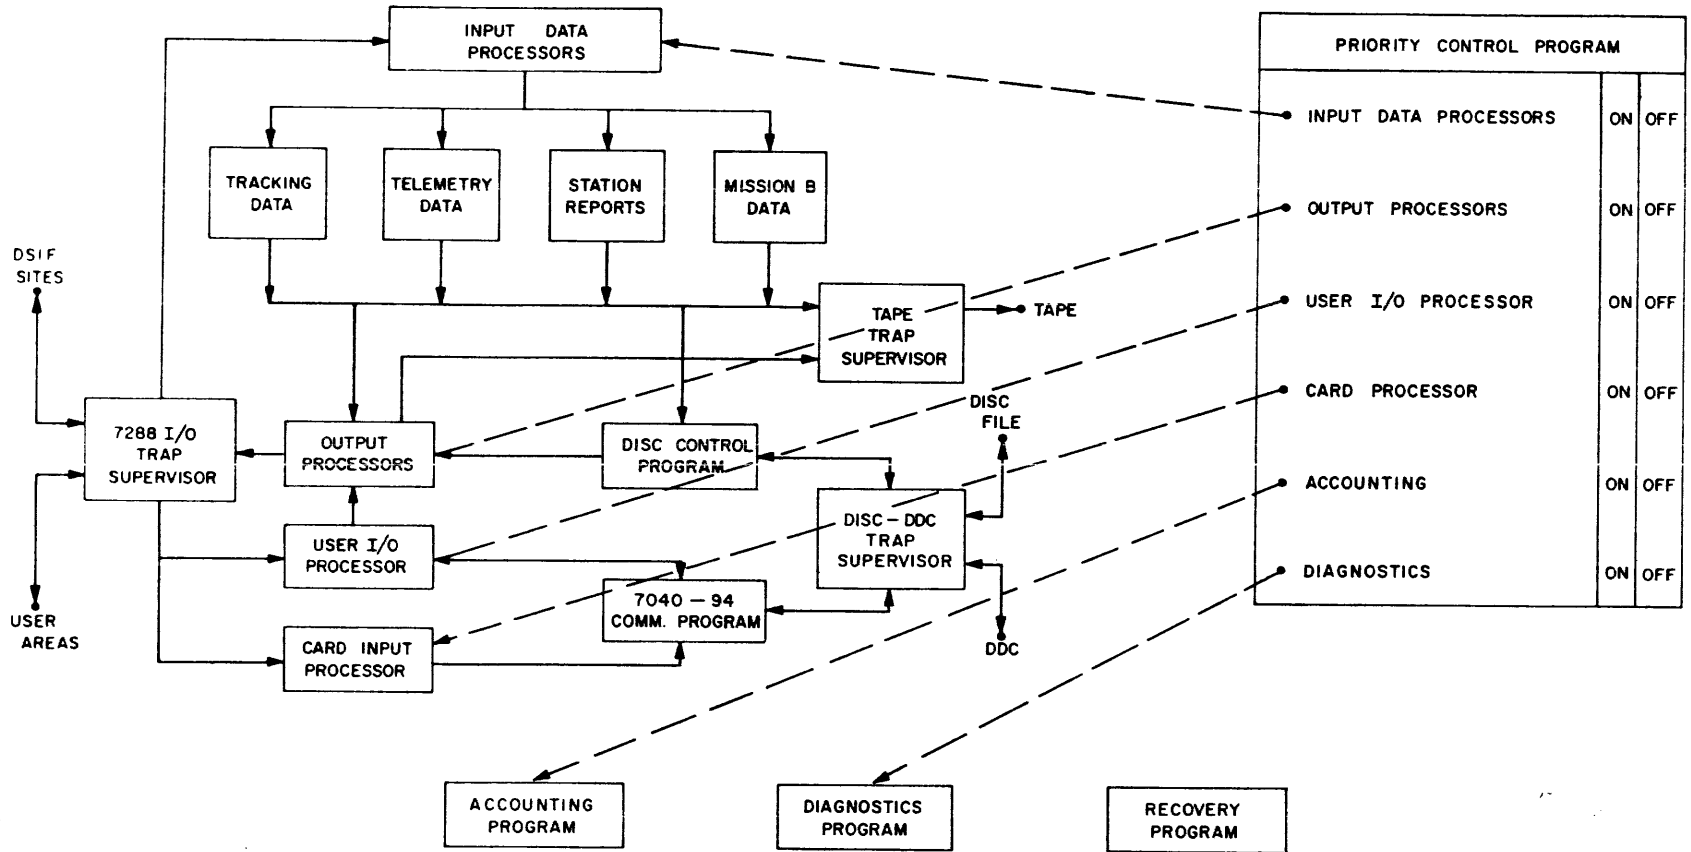 INPUT DATA
PROCESSORS
PRIORITY CONTROL PROGRAM
INPUT DATA PROCESSORS ON OFF
OUTPUT PROCESSORS ON OFF
USER I/O PROCESSOR ON OFF
CARD PROCESSOR ON OFF
ACCOUNTING ON OFF
DIAGNOSTICS ON OFF
TRACKING
DATA
TELEMETRY
DATA
STATION
REPORTS
MISSION B
DATA
DSIF
SITES
TAPE
TRAP
SUPERVISOR
TAPE
7288 I/O
TRAP
SUPERVISOR
OUTPUT
PROCESSORS
DISC CONTROL
PROGRAM
DISC
FILE
DISC-DDC
TRAP
SUPERVISOR
USER I/O
PROCESSOR
7040-94
COMM. PROGRAM
USER
AREAS
CARD INPUT
PROCESSOR
DDC
ACCOUNTING
PROGRAM
DIAGNOSTICS
PROGRAM
RECOVERY
PROGRAM